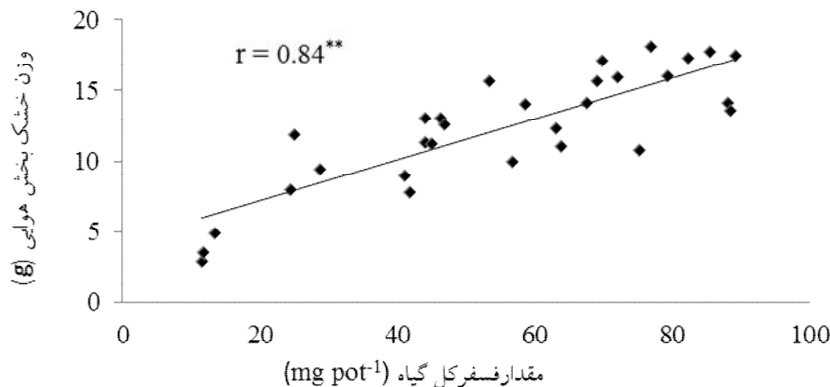 20
15
10
5
0
r = 0.84**
وزن خشک بخش هوایی (g)
0 20 40 60 80 100
مقدارفسفرکل گیاه (mg pot-1)